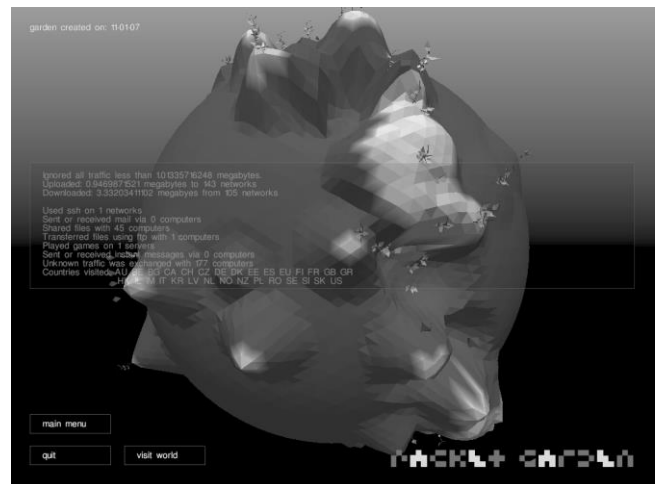 garden created on: 11-01-07
Ignored all traffic less than 1.01335716248 megabytes.
Uploaded: 0.9469871521 megabytes to 143 networks
Downloaded: 3.33203411102 megabyes from 105 networks
Used ssh on 1 networks
Sent or received mail via 0 computers
Shared files with 45 computers
Transferred files using ftp with 1 computers
Played games on 1 servers
Sent or received instant messages via 0 computers
Unknown traffic was exchanged with 177 computers
Countries visited: AU BG CA CH CZ DE DK EE ES EU FI FR GB GR
IT KR LV NL NO NZ PL RO SE SI SK US
main menu
quit
visit world
PACKET GARDEN